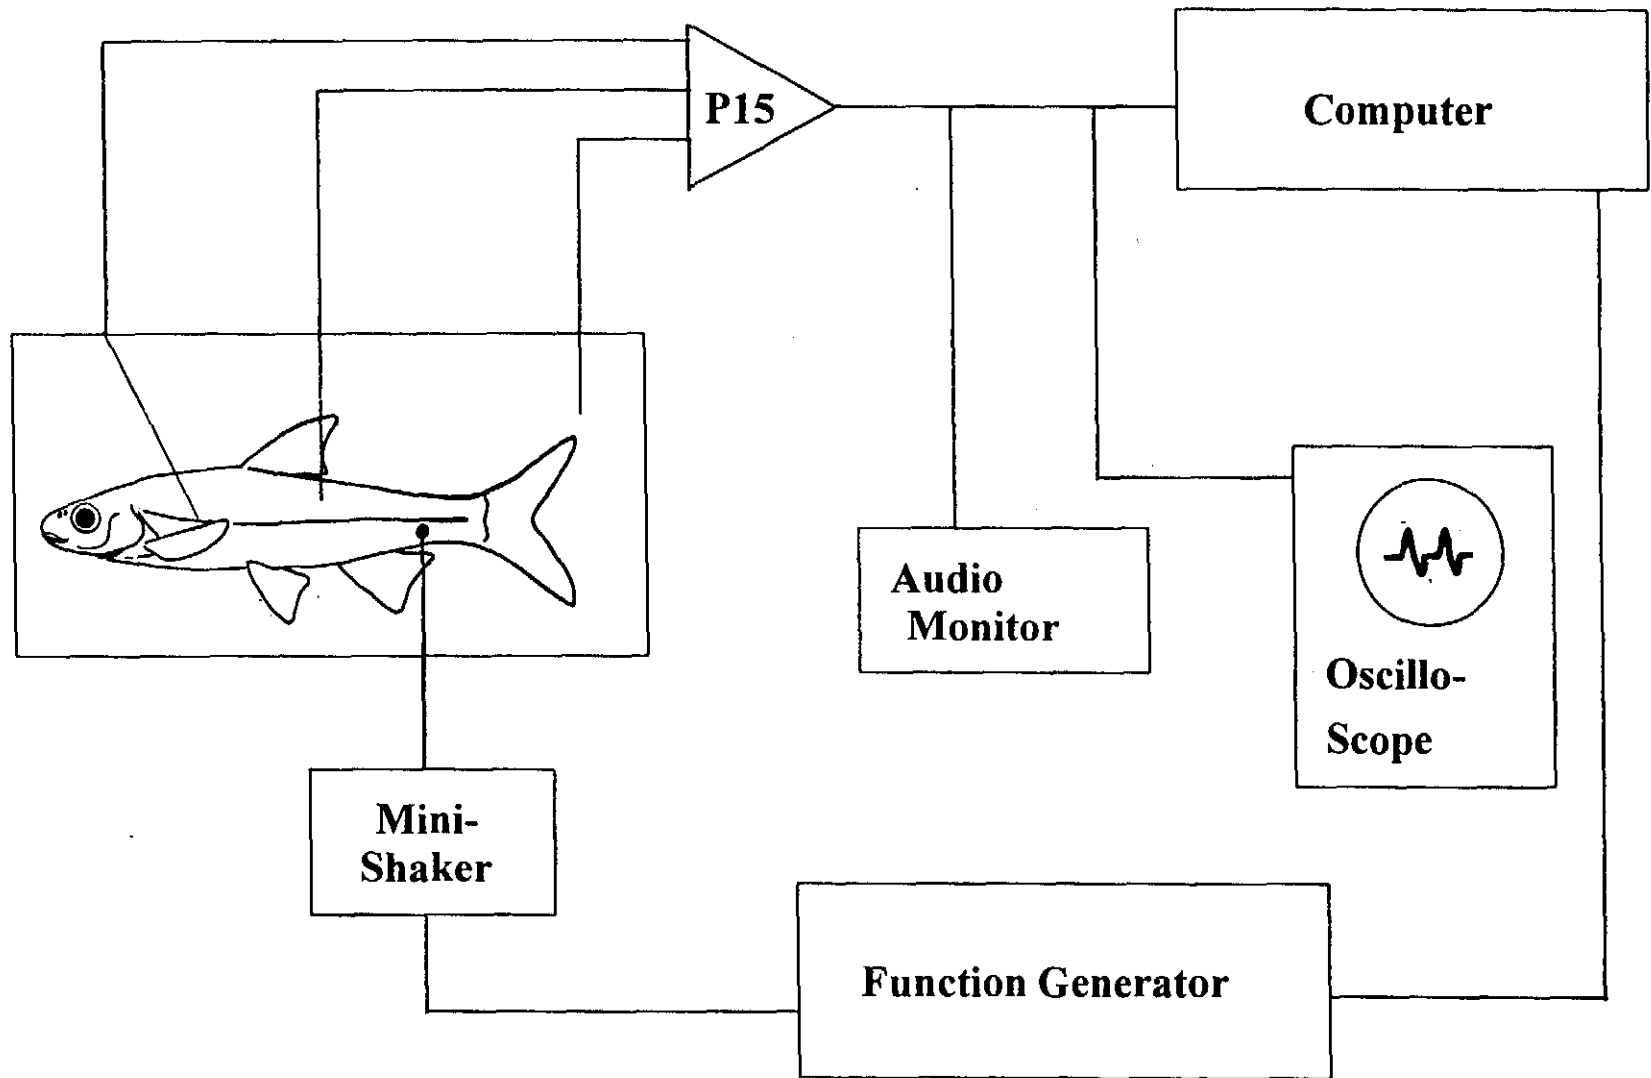 P15
Computer
Audio
Monitor
Oscillo-
Scope
Mini-
Shaker
Function Generator